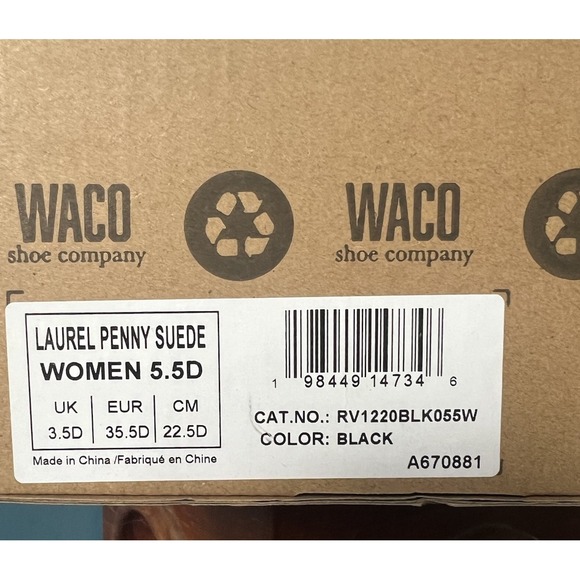 WACO
shoe company
WACO
shoe company
LAUREL PENNY SUEDE
WOMEN 5.5D
UK EUR CM
3.5D 35.5D 22.5D
Made in China /Fabriqué en Chine
1 98449 14734 6
CAT.NO.: RV1220BLK055W
COLOR: BLACK
A670881